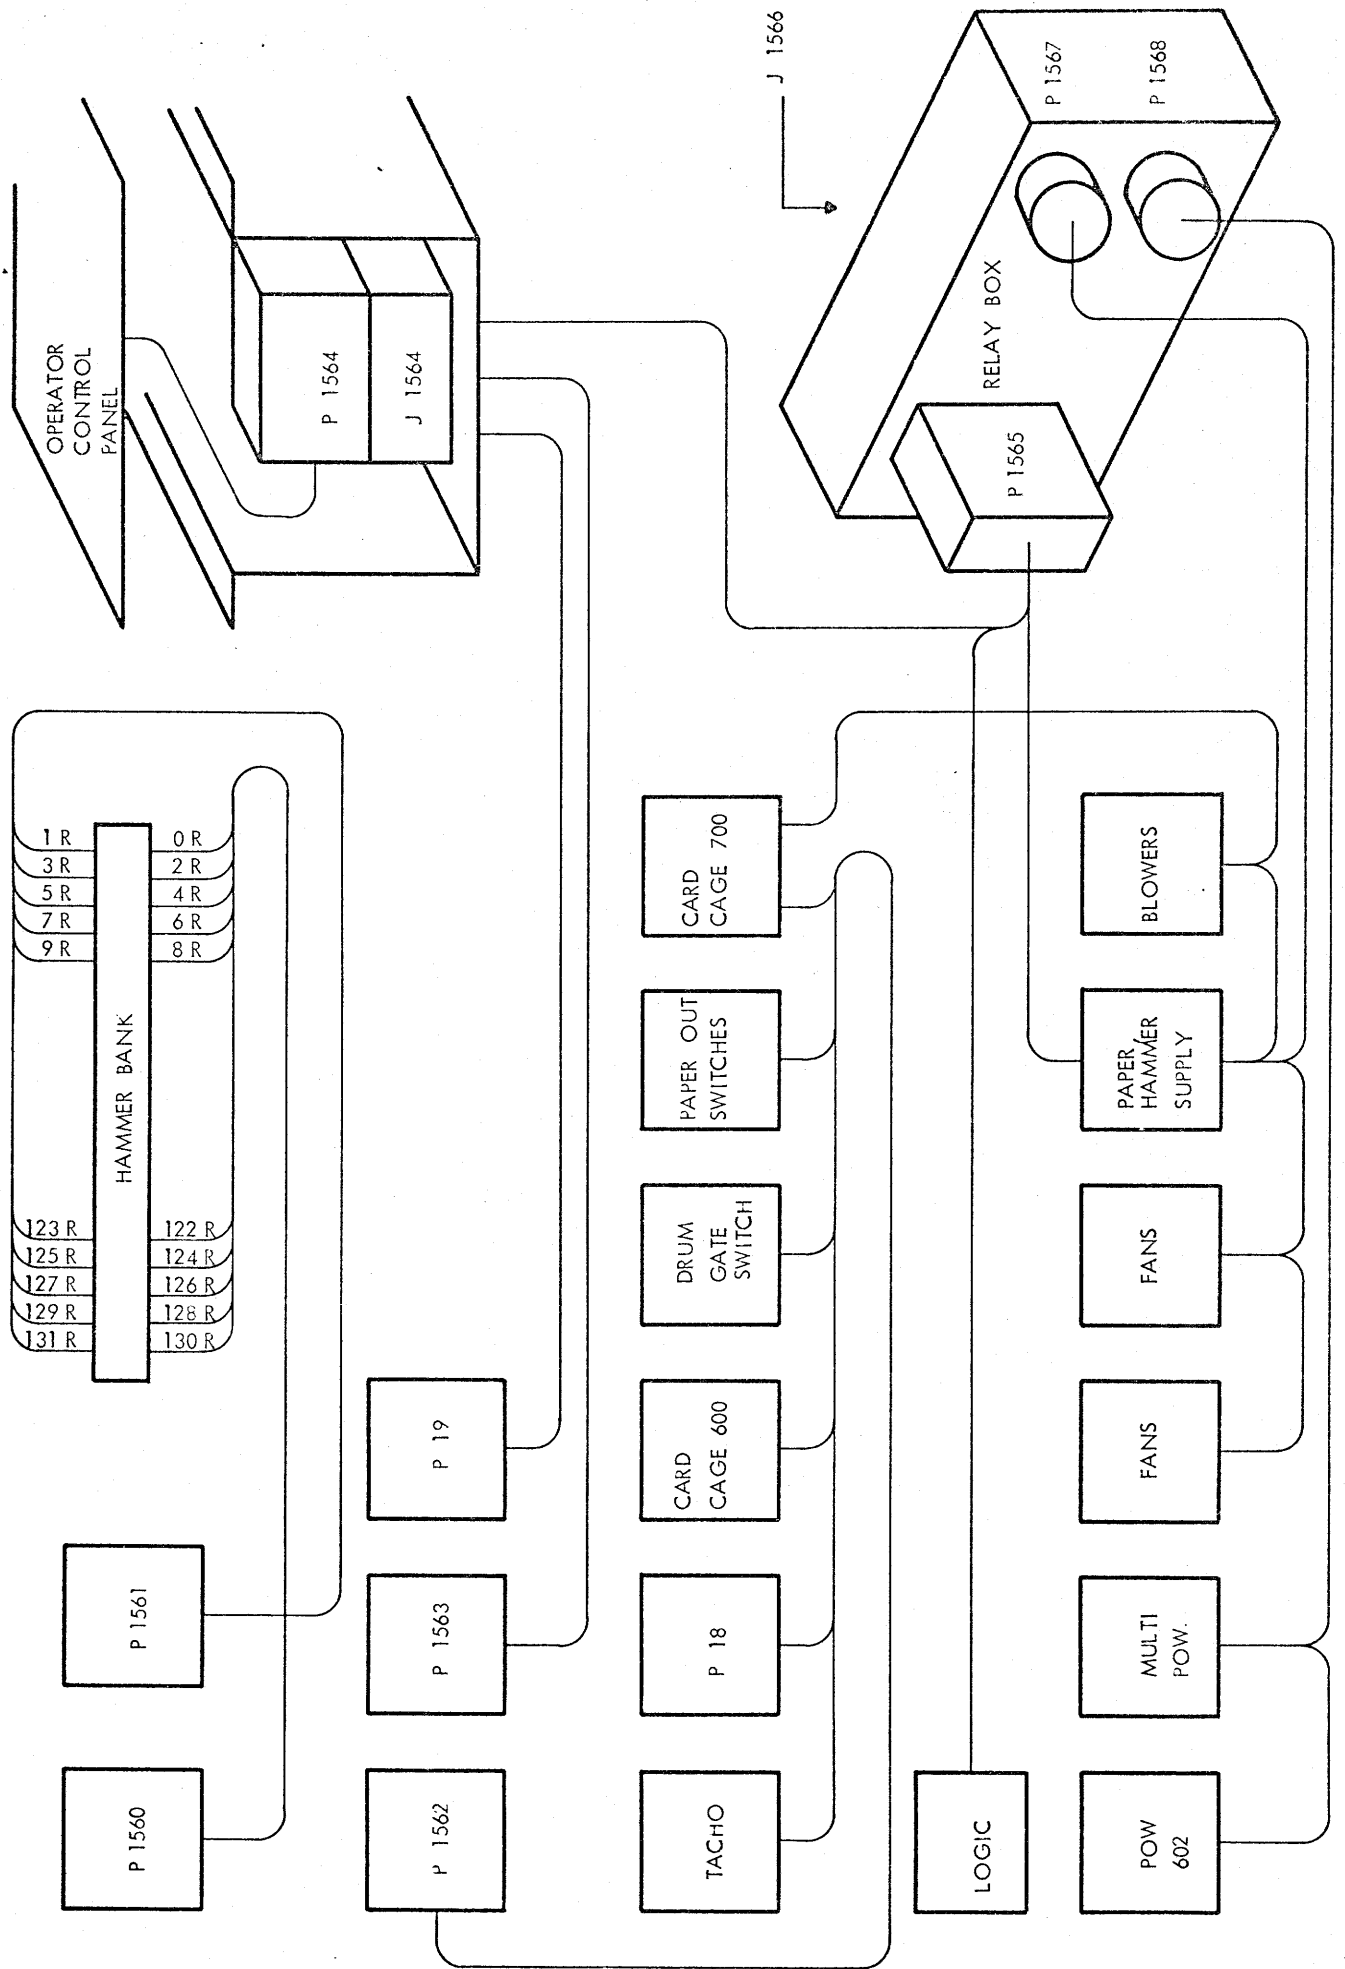 P 1560
P 1561
131 R
129 R
127 R
125 R
123 R
9 R
7 R
5 R
3 R
1 R
HAMMER BANK
130 R
128 R
126 R
124 R
122 R
8 R
6 R
4 R
2 R
0 R
OPERATOR
CONTROL
PANEL
P 1564
J 1564
P 1562
P 1563
P 19
TACHO
P 18
CARD
CAGE 600
DRUM
GATE
SWITCH
PAPER OUT
SWITCHES
CARD
CAGE 700
J 1566
LOGIC
RELAY BOX
P 1565
P 1567
P 1568
POW
602
MULTI
POW.
FANS
FANS
PAPER/
HAMMER
SUPPLY
BLOWERS